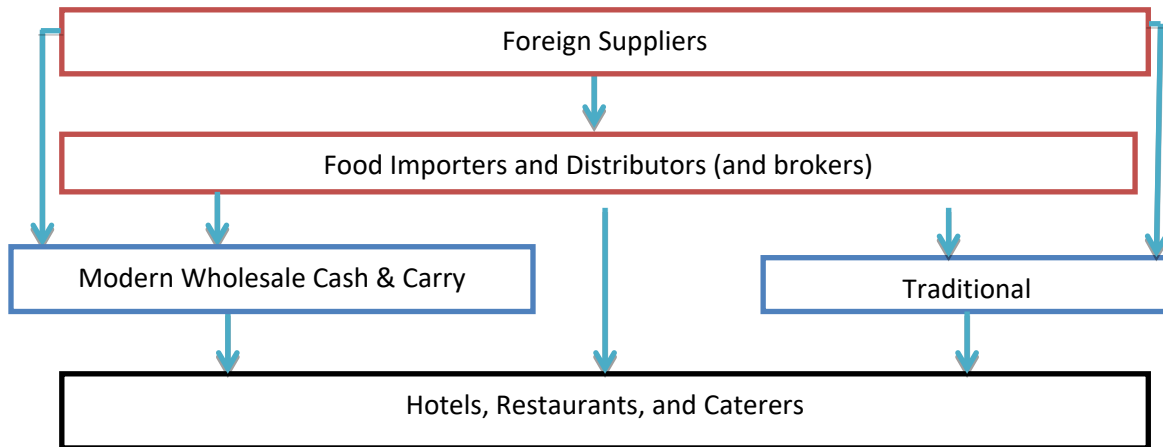 Foreign Suppliers
Food Importers and Distributors (and brokers)
Modern Wholesale Cash & Carry
Traditional
Hotels, Restaurants, and Caterers